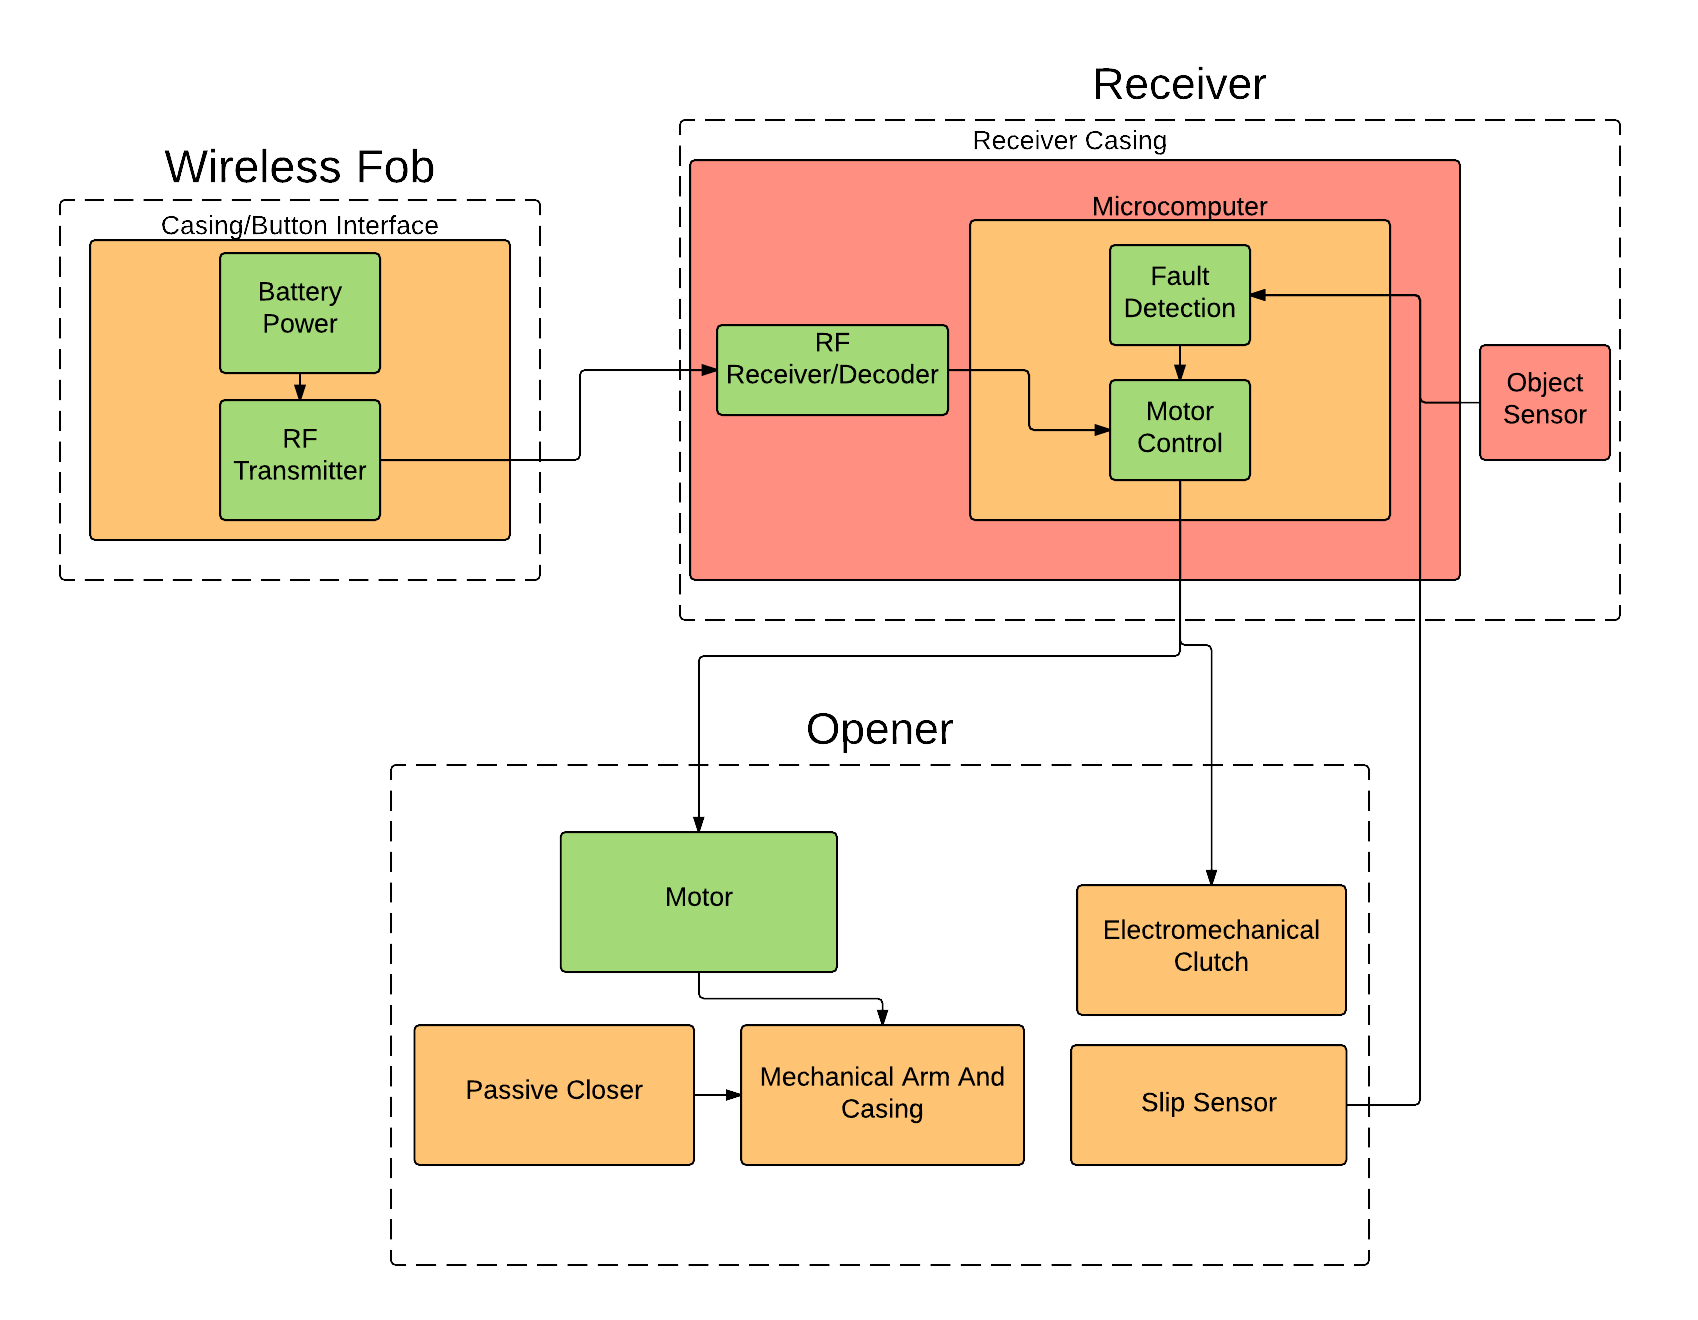 Wireless Fob
Casing/Button Interface
Battery
Power
RF
Transmitter
Receiver
Receiver Casing
Microcomputer
RF
Receiver/Decoder
Fault
Detection
Motor
Control
Object
Sensor
Opener
Motor
Electromechanical
Clutch
Passive Closer
Mechanical Arm And
Casing
Slip Sensor